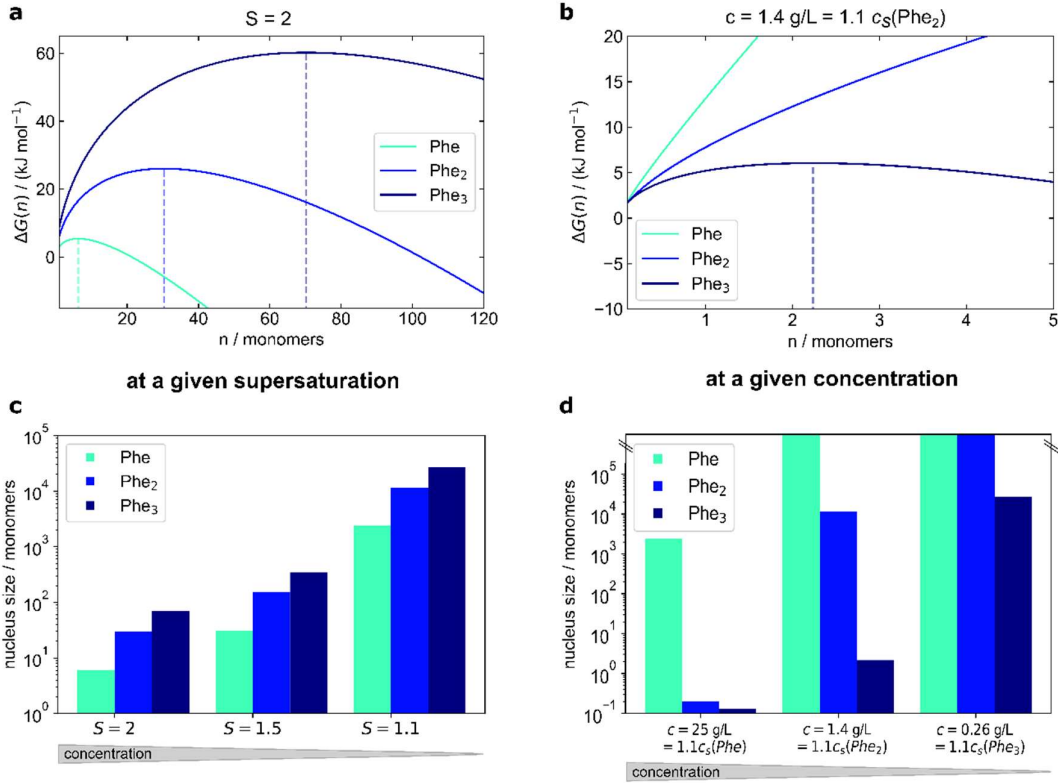 a
S = 2
60
40
20
0
ΔG(n) / (kJ mol⁻¹)
Phe
Phe₂
Phe₃
20
40
60
80
100
120
n / monomers
b
c = 1.4 g/L = 1.1 cₛ(Phe₂)
20
15
10
5
0
−5
−10
ΔG(n) / (kJ mol⁻¹)
Phe
Phe₂
Phe₃
1
2
3
4
5
n / monomers
at a given supersaturation
at a given concentration
c
10⁵
10⁴
10³
10²
10¹
10⁰
nucleus size / monomers
Phe
Phe₂
Phe₃
S = 2
S = 1.5
S = 1.1
concentration
d
10⁵
10⁴
10³
10²
10¹
10⁰
10⁻¹
nucleus size / monomers
Phe
Phe₂
Phe₃
c = 25 g/L
= 1.1cₛ(Phe)
c = 1.4 g/L
= 1.1cₛ(Phe₂)
c = 0.26 g/L
= 1.1cₛ(Phe₃)
concentration